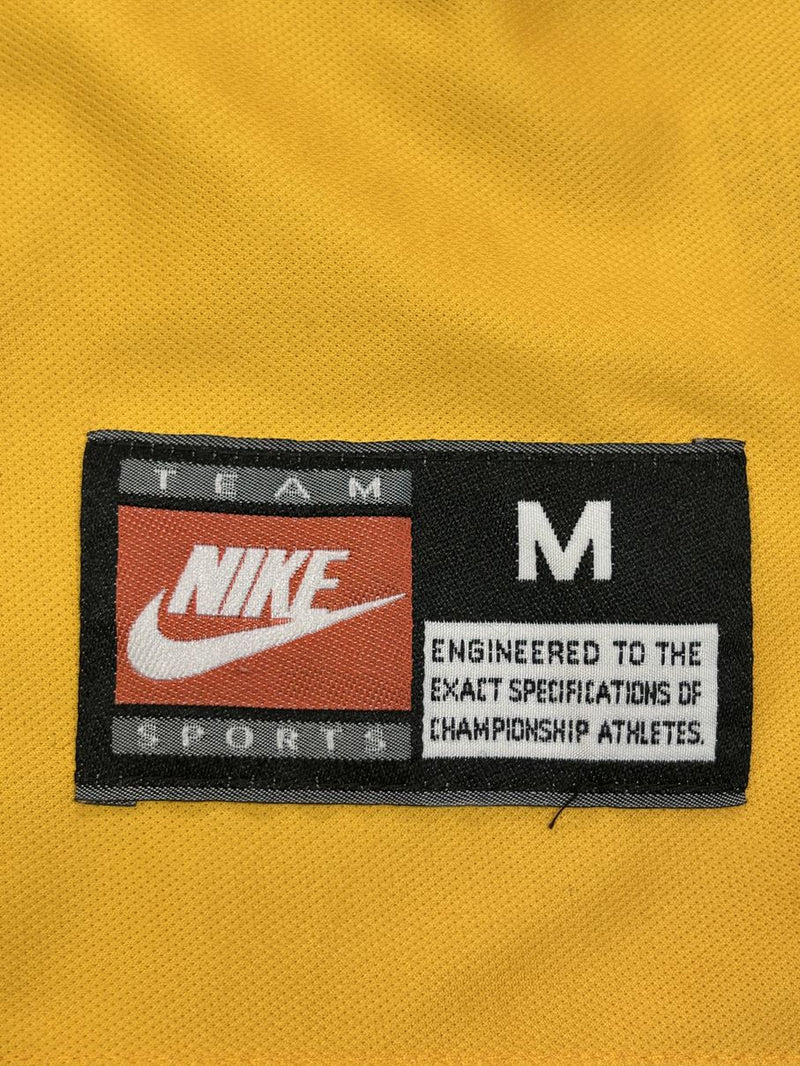 TEAM
NIKE
SPORTS
M
ENGINEERED TO THE
EXACT SPECIFICATIONS OF
CHAMPIONSHIP ATHLETES.